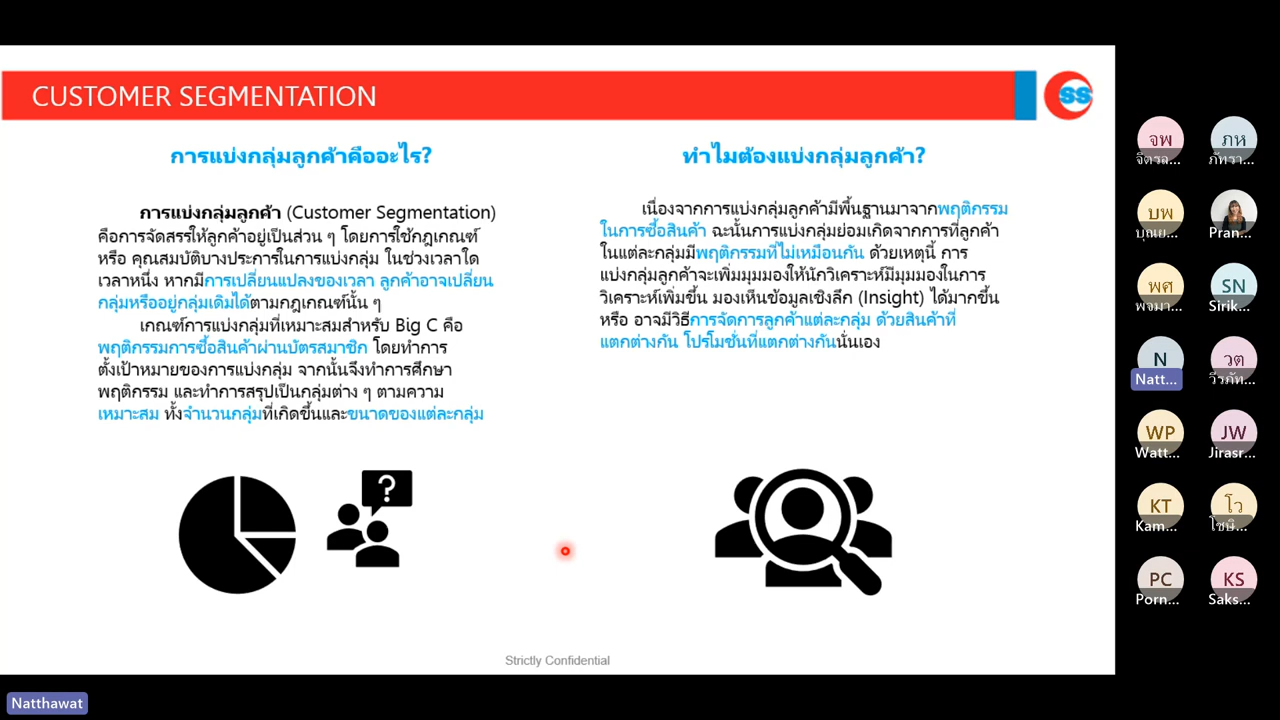 CUSTOMER SEGMENTATION
SS
การแบ่งกลุ่มลูกค้าคืออะไร?
การแบ่งกลุ่มลูกค้า (Customer Segmentation)
คือการจัดสรรให้ลูกค้าอยู่เป็นส่วน ๆ โดยการใช้กฎเกณฑ์
หรือ คุณสมบัติบางประการในการแบ่งกลุ่ม ในช่วงเวลาใด
เวลาหนึ่ง หากมีการเปลี่ยนแปลงของเวลา ลูกค้าอาจเปลี่ยน
กลุ่มหรืออยู่กลุ่มเดิมได้ตามกฎเกณฑ์นั้น ๆ
เกณฑ์การแบ่งกลุ่มที่เหมาะสมสำหรับ Big C คือ
พฤติกรรมการซื้อสินค้าผ่านบัตรสมาชิก โดยทำการ
ตั้งเป้าหมายของการแบ่งกลุ่ม จากนั้นจึงทำการศึกษา
พฤติกรรม และทำการสรุปเป็นกลุ่มต่าง ๆ ตามความ
เหมาะสม ทั้งจำนวนกลุ่มที่เกิดขึ้นและขนาดของแต่ละกลุ่ม
?
ทำไมต้องแบ่งกลุ่มลูกค้า?
เนื่องจากการแบ่งกลุ่มลูกค้ามีพื้นฐานมาจากพฤติกรรม
ในการซื้อสินค้า ฉะนั้นการแบ่งกลุ่มย่อมเกิดจากการที่ลูกค้า
ในแต่ละกลุ่มมีพฤติกรรมที่ไม่เหมือนกัน ด้วยเหตุนี้ การ
แบ่งกลุ่มลูกค้าจะเพิ่มมุมมองให้นักวิเคราะห์มีมุมมองในการ
วิเคราะห์เพิ่มขึ้น มองเห็นข้อมูลเชิงลึก (Insight) ได้มากขึ้น
หรือ อาจมีวิธีการจัดการลูกค้าแต่ละกลุ่ม ด้วยสินค้าที่
แตกต่างกัน โปรโมชั่นที่แตกต่างกันนั่นเอง
Strictly Confidential
Natthawat
จพ
จิตรล...
ภห
ภัทรา...
บพ
บุณย...
Pran...
พศ
พจมา...
SN
Sirik...
N
Natt...
วต
วีรภัท...
WP
Watt...
JW
Jirasr...
KT
Kam...
โว
โชษิ...
PC
Porn...
KS
Saks...